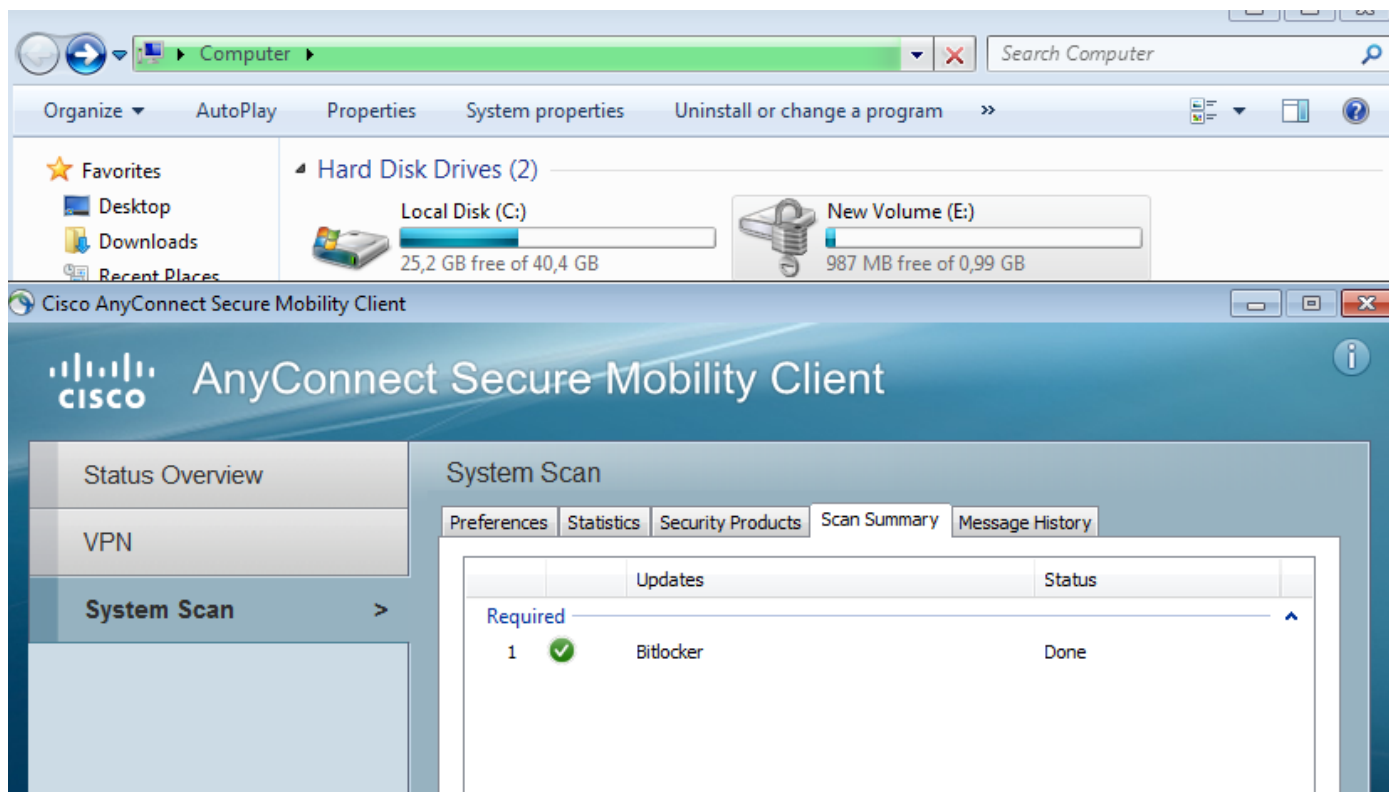 Computer
Search Computer
Organize AutoPlay Properties System properties Uninstall or change a program »
Favorites
Desktop
Downloads
Recent Places
Hard Disk Drives (2)
Local Disk (C:)
25,2 GB free of 40,4 GB
New Volume (E:)
987 MB free of 0,99 GB
Cisco AnyConnect Secure Mobility Client
CISCO AnyConnect Secure Mobility Client
Status Overview
VPN
System Scan >
System Scan
Preferences Statistics Security Products Scan Summary Message History
Updates Status
Required
1 Bitlocker Done